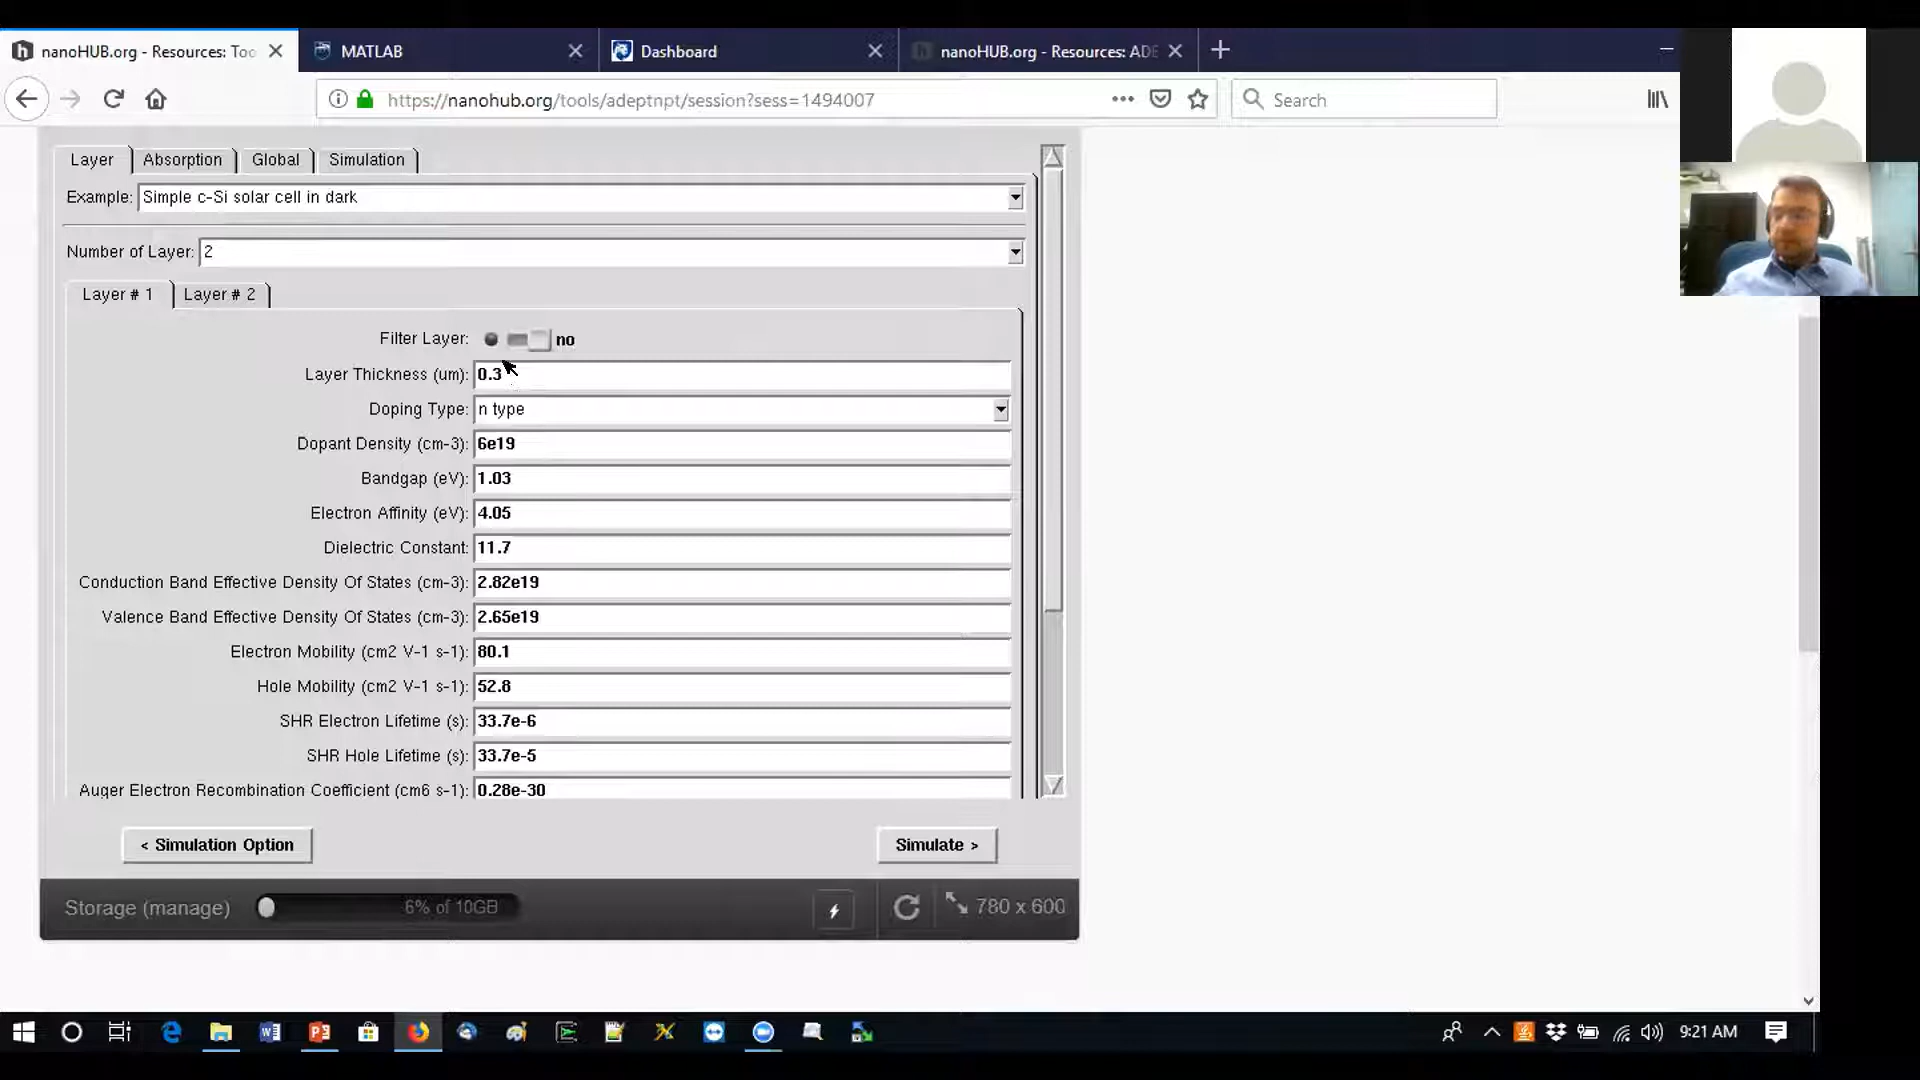 nanoHUB.org - Resources: Too
MATLAB
Dashboard
nanoHUB.org - Resources: ADE
https://nanohub.org/tools/adeptnpt/session?sess=1494007
Search
Layer
Absorption
Global
Simulation
Example: Simple c-Si solar cell in dark
Number of Layer: 2
Layer # 1
Layer # 2
Filter Layer: no
Layer Thickness (um): 0.3
Doping Type: n type
Dopant Density (cm-3): 6e19
Bandgap (eV): 1.03
Electron Affinity (eV): 4.05
Dielectric Constant: 11.7
Conduction Band Effective Density Of States (cm-3): 2.82e19
Valence Band Effective Density Of States (cm-3): 2.65e19
Electron Mobility (cm2 V-1 s-1): 80.1
Hole Mobility (cm2 V-1 s-1): 52.8
SHR Electron Lifetime (s): 33.7e-6
SHR Hole Lifetime (s): 33.7e-5
Auger Electron Recombination Coefficient (cm6 s-1): 0.28e-30
< Simulation Option
Simulate >
Storage (manage)
6% of 10GB
780 x 600
9:21 AM